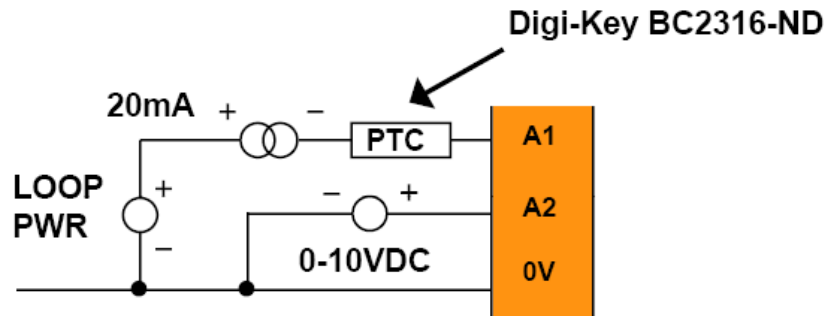 Digi-Key BC2316-ND
20mA + −
PTC
A1
LOOP
PWR
+
−
− +
A2
0-10VDC
0V